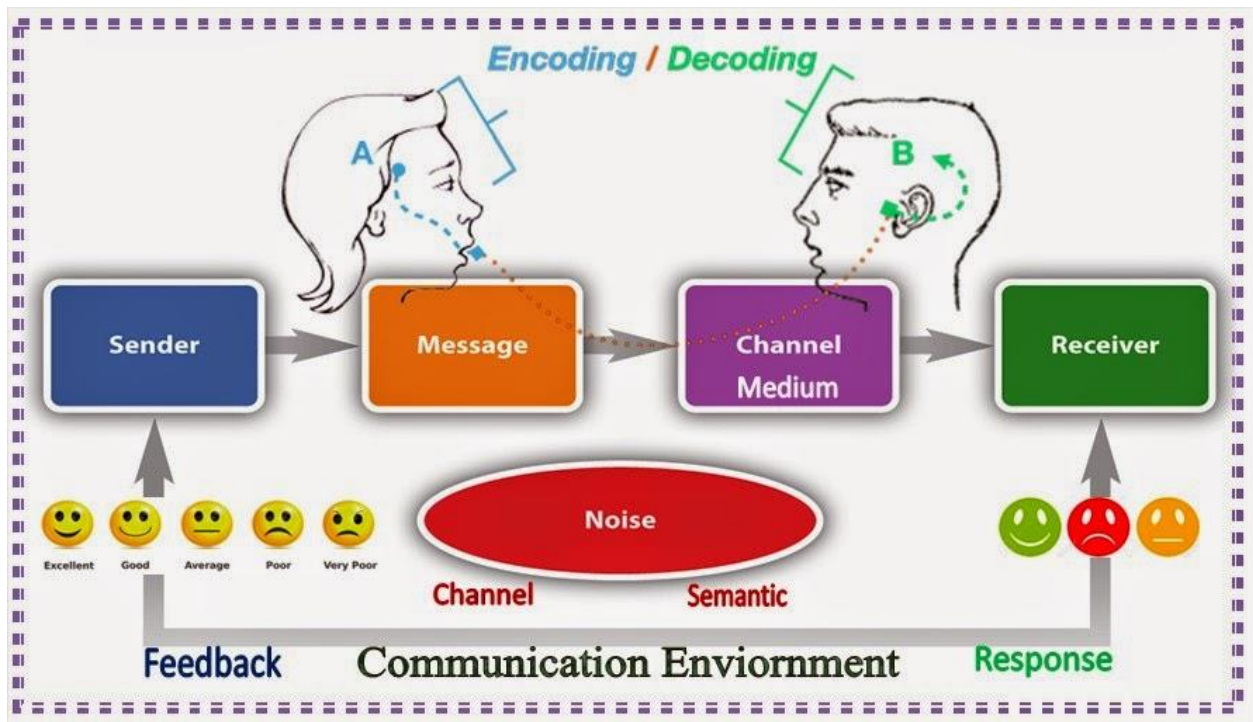 Encoding / Decoding
A
B
Sender
Message
Channel
Medium
Receiver
Noise
Excellent
Good
Average
Poor
Very Poor
Channel
Semantic
Feedback
Communication Enviornment
Response